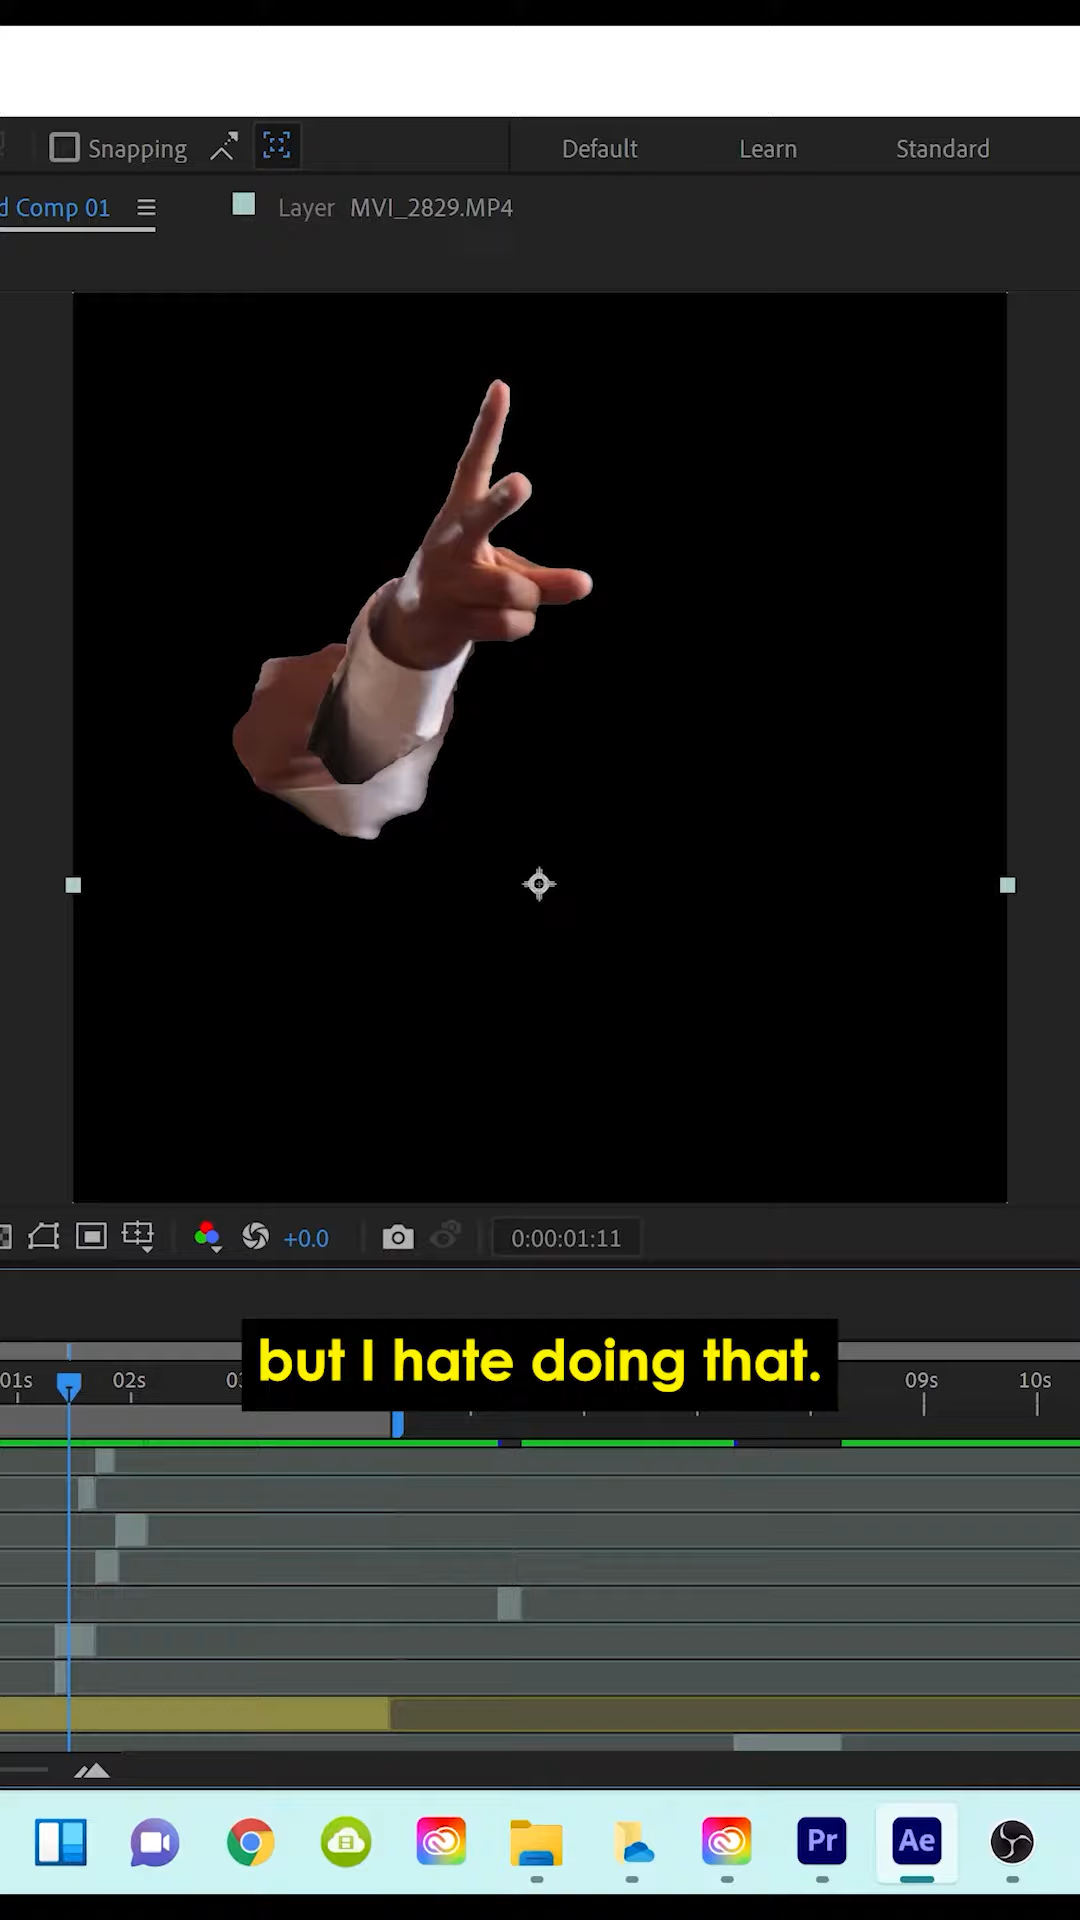 Snapping
Default
Learn
Standard
d Comp 01
Layer MVI_2829.MP4
+0.0
0:00:01:11
but I hate doing that.
01s
02s
09s
10s
Pr
Ae